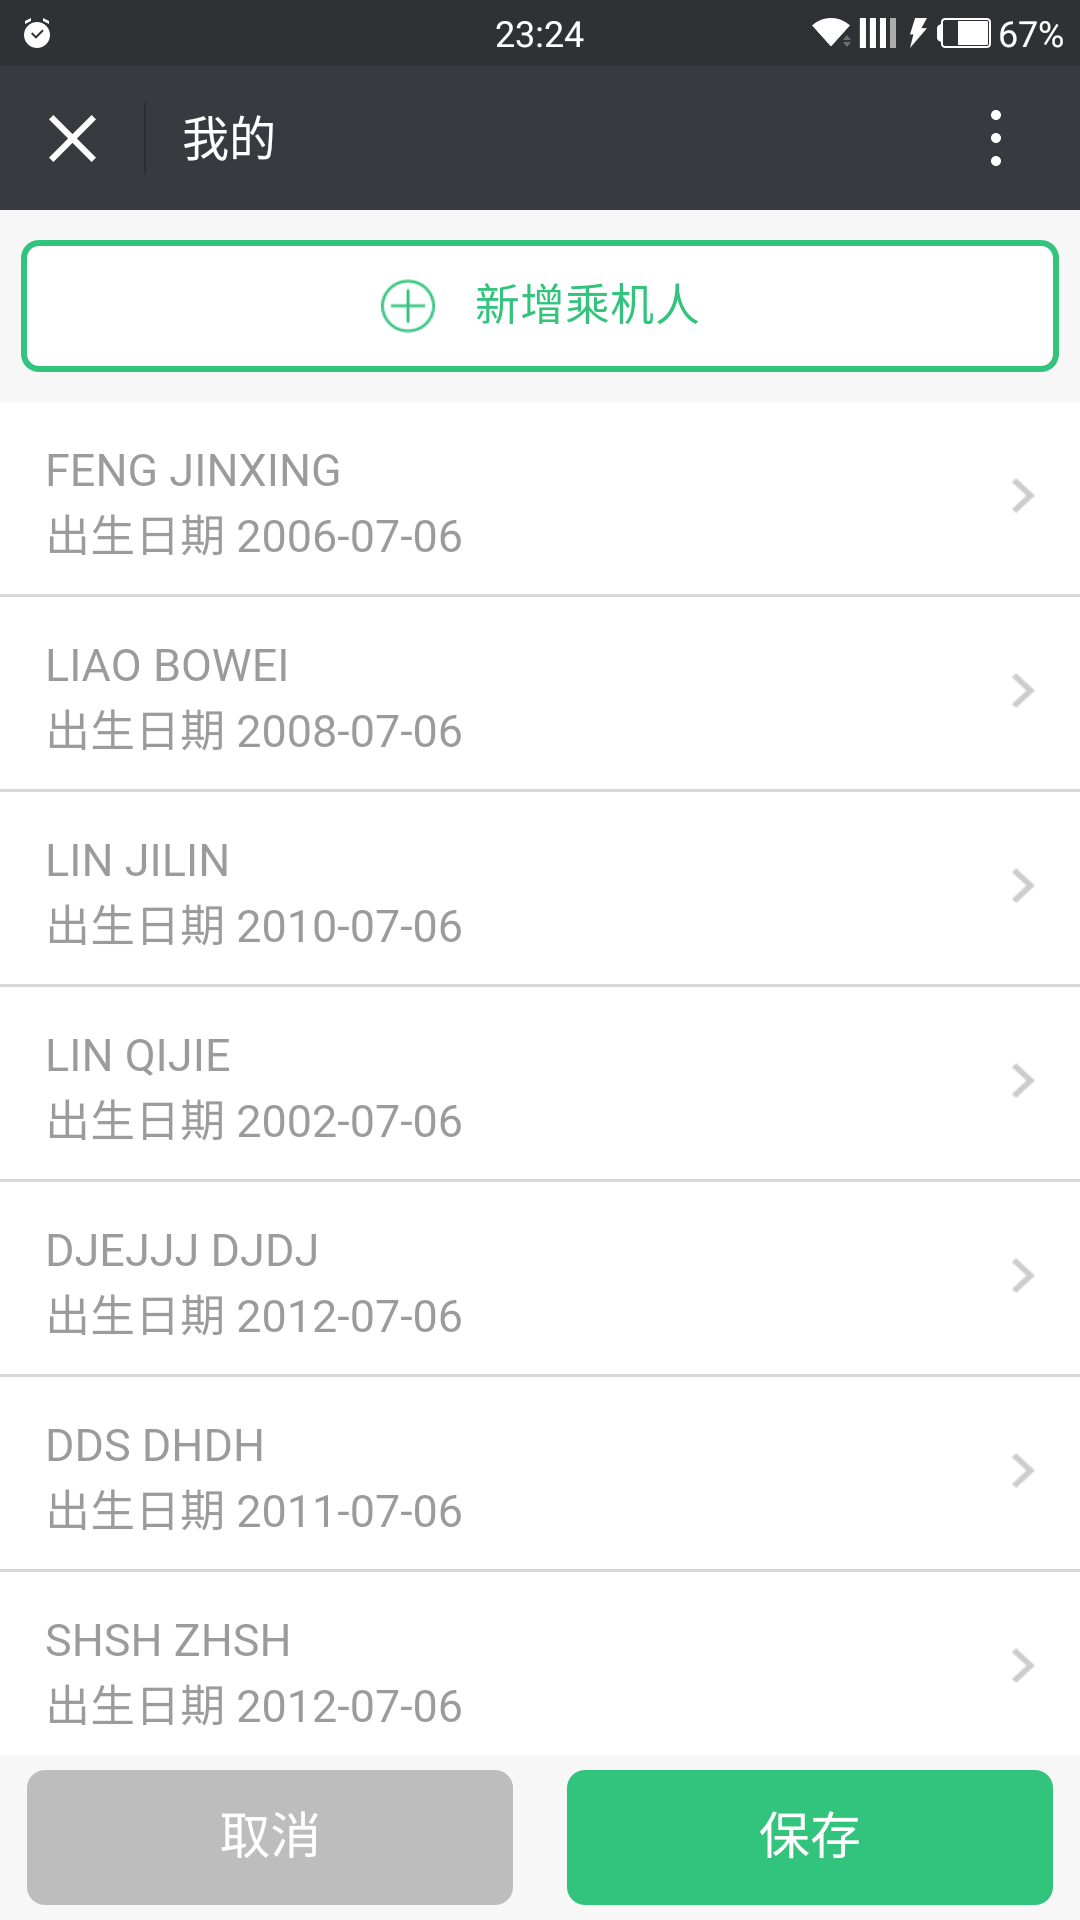 23:24
67%
我的
新增乘机人
FENG JINXING
出生日期 2006-07-06
LIAO BOWEI
出生日期 2008-07-06
LIN JILIN
出生日期 2010-07-06
LIN QIJIE
出生日期 2002-07-06
DJEJJJ DJDJ
出生日期 2012-07-06
DDS DHDH
出生日期 2011-07-06
SHSH ZHSH
出生日期 2012-07-06
取消
保存